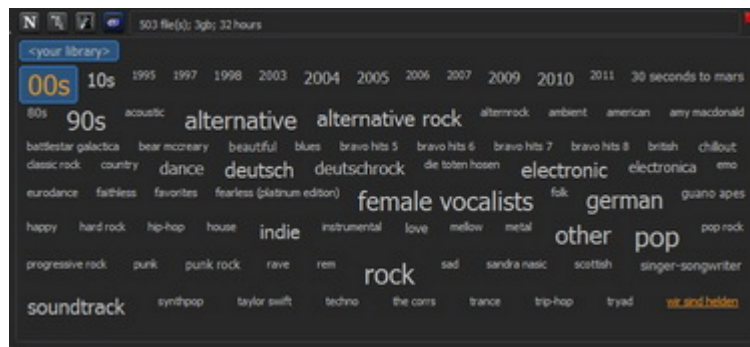 N 503 file(s); 3gb; 32 hours
<your library>
00s 10s 1995 1997 1998 2003 2004 2005 2006 2007 2009 2010 2011 30 seconds to mars
80s 90s acoustic alternative alternative rock alternrock ambient american amy macdonald
battlestar galactica bear mccreary beautiful blues bravo hits 5 bravo hits 6 bravo hits 7 bravo hits 8 british chillout
classic rock country dance deutsch deutschrock die toten hosen electronic electronica emo
eurodance faithless favorites fearless (platinum edition) female vocalists folk german guano apes
happy hard rock hip-hop house indie instrumental love mellow metal other pop pop rock
progressive rock punk punk rock rave rem rock sad sandra nasic scottish singer-songwriter
soundtrack synthpop taylor swift techno the corrs trance trip-hop tryad wir sind helden